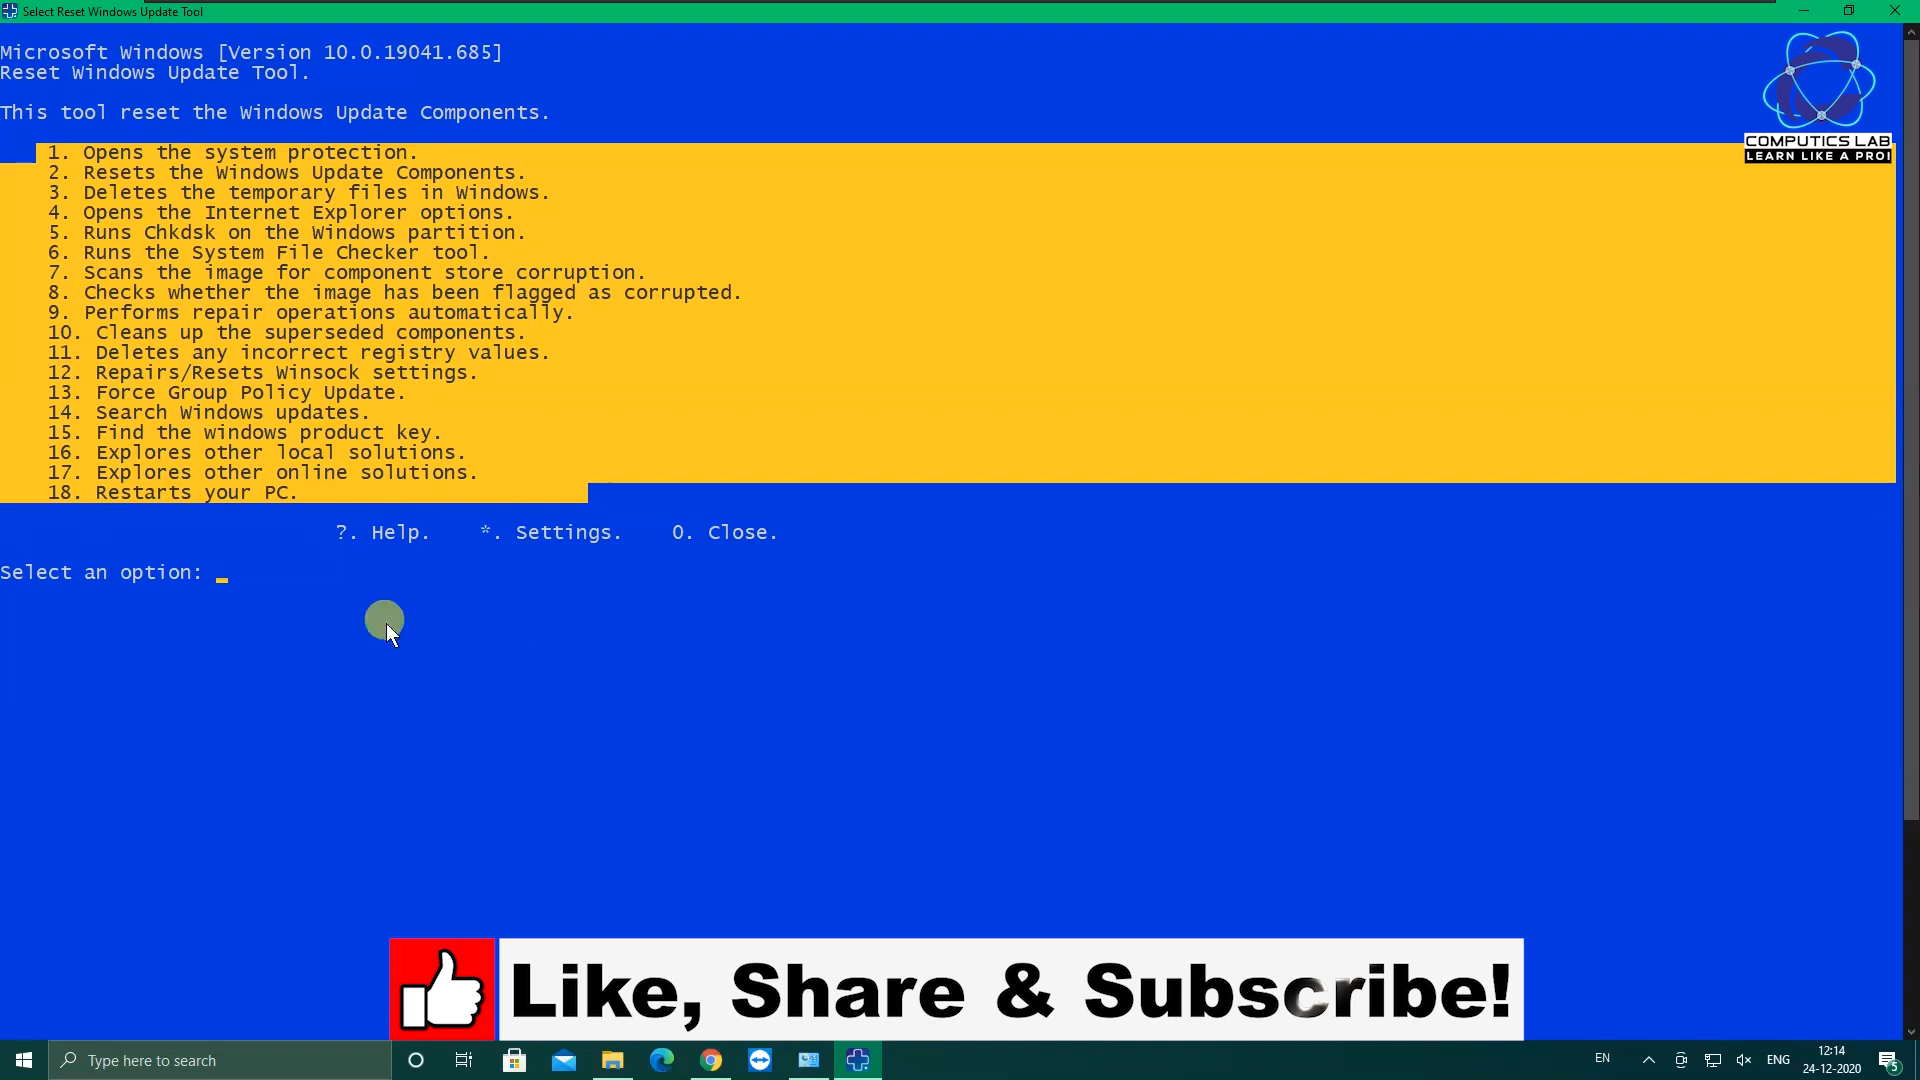 Select Reset Windows Update Tool
Microsoft Windows [Version 10.0.19041.685]
Reset Windows Update Tool.
This tool reset the Windows Update Components.
1. Opens the system protection.
2. Resets the Windows Update Components.
3. Deletes the temporary files in Windows.
4. Opens the Internet Explorer options.
5. Runs Chkdsk on the Windows partition.
6. Runs the System File Checker tool.
7. Scans the image for component store corruption.
8. Checks whether the image has been flagged as corrupted.
9. Performs repair operations automatically.
10. Cleans up the superseded components.
11. Deletes any incorrect registry values.
12. Repairs/Resets Winsock settings.
13. Force Group Policy Update.
14. Search Windows updates.
15. Find the windows product key.
16. Explores other local solutions.
17. Explores other online solutions.
18. Restarts your PC.
?. Help. *. Settings. 0. Close.
Select an option:
COMPUTICS LAB
LEARN LIKE A PRO!
Like, Share & Subscribe!
Type here to search
EN
ENG
12:14
24-12-2020
5